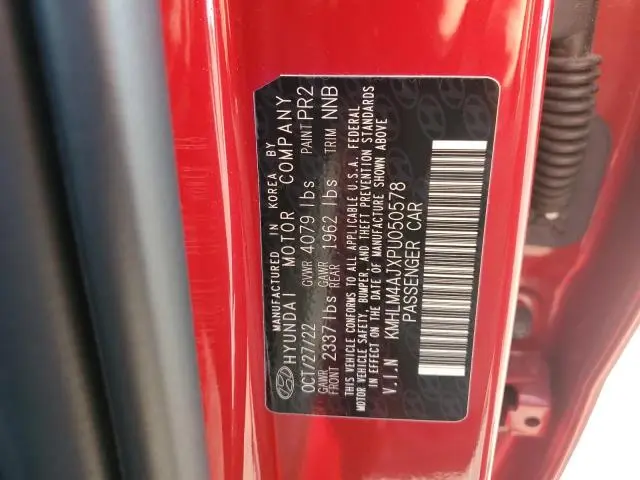 MANUFACTURED IN KOREA BY
HYUNDAI MOTOR COMPANY
OCT/27/22 GVWR 4079 lbs PAINT PR2
GAWR FRONT 2337 lbs GAWR REAR 1962 lbs TRIM NNB
THIS VEHICLE CONFORMS TO ALL APPLICABLE U.S.A. FEDERAL
MOTOR VEHICLE SAFETY, BUMPER, AND THEFT PREVENTION STANDARDS
IN EFFECT ON THE DATE OF MANUFACTURE SHOWN ABOVE
V.I.N KMHLM4AJXPU050578
PASSENGER CAR